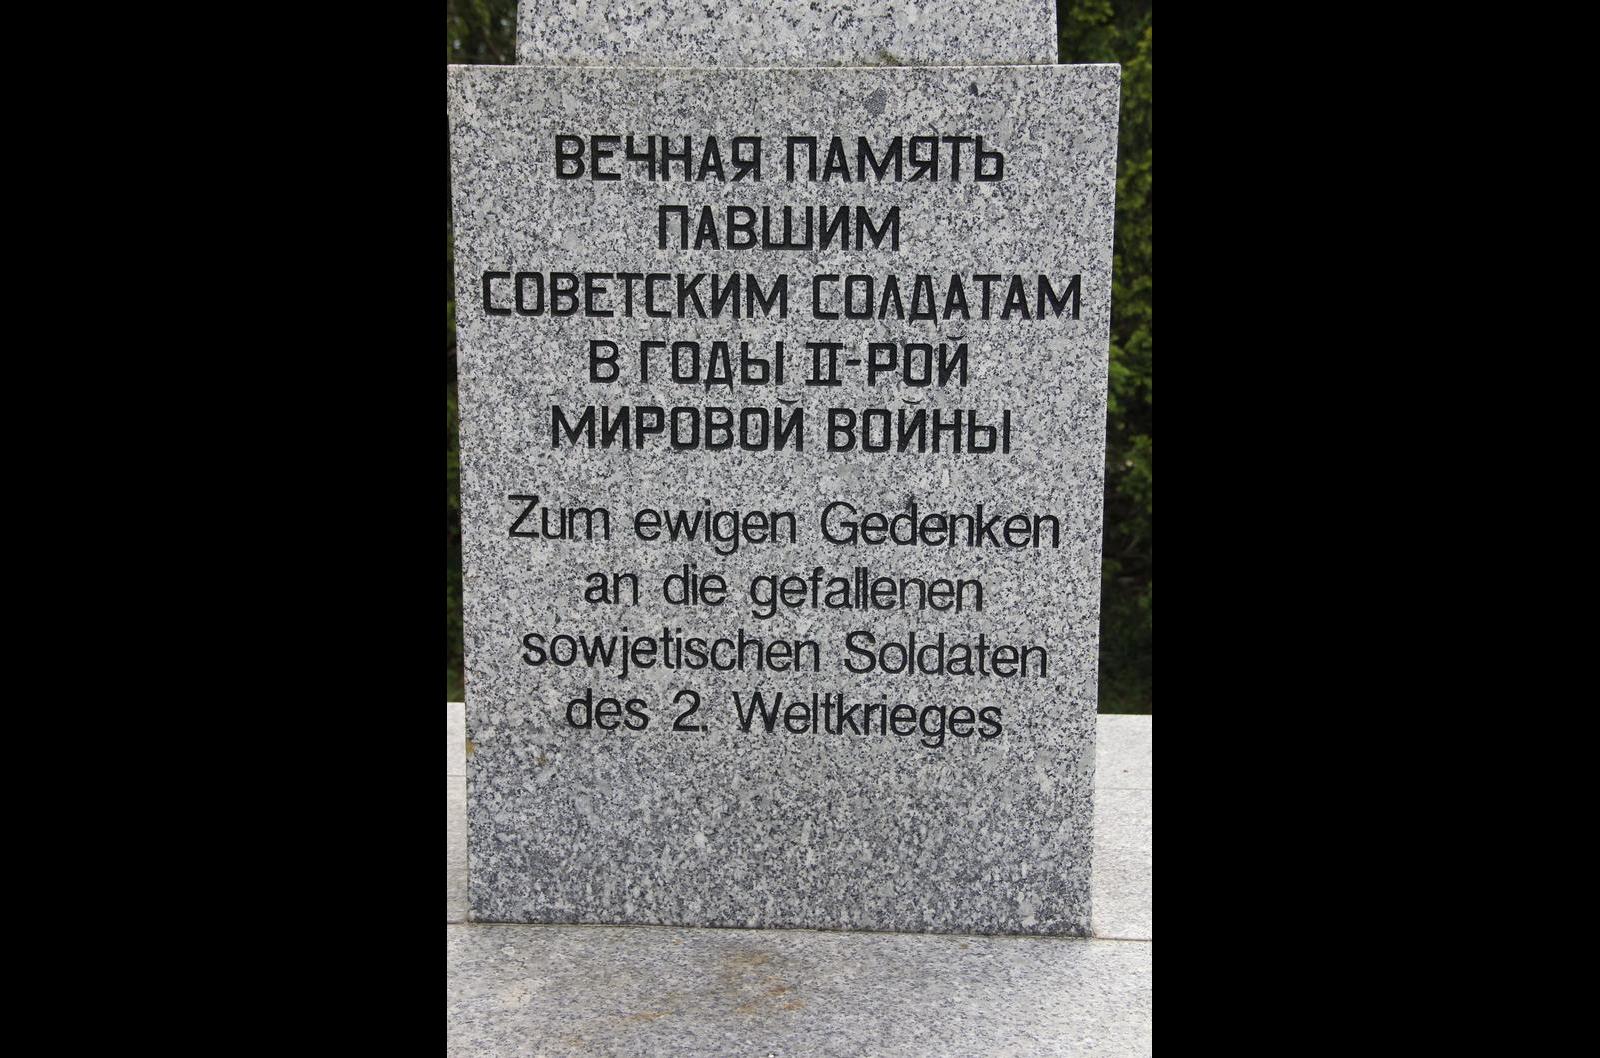 ВЕЧНАЯ ПАМЯТЬ
ПАВШИМ
СОВЕТСКИМ СОЛДАТАМ
В ГОДЫ II-РОЙ
МИРОВОЙ ВОЙНЫ
Zum ewigen Gedenken
an die gefallenen
sowjetischen Soldaten
des 2. Weltkrieges